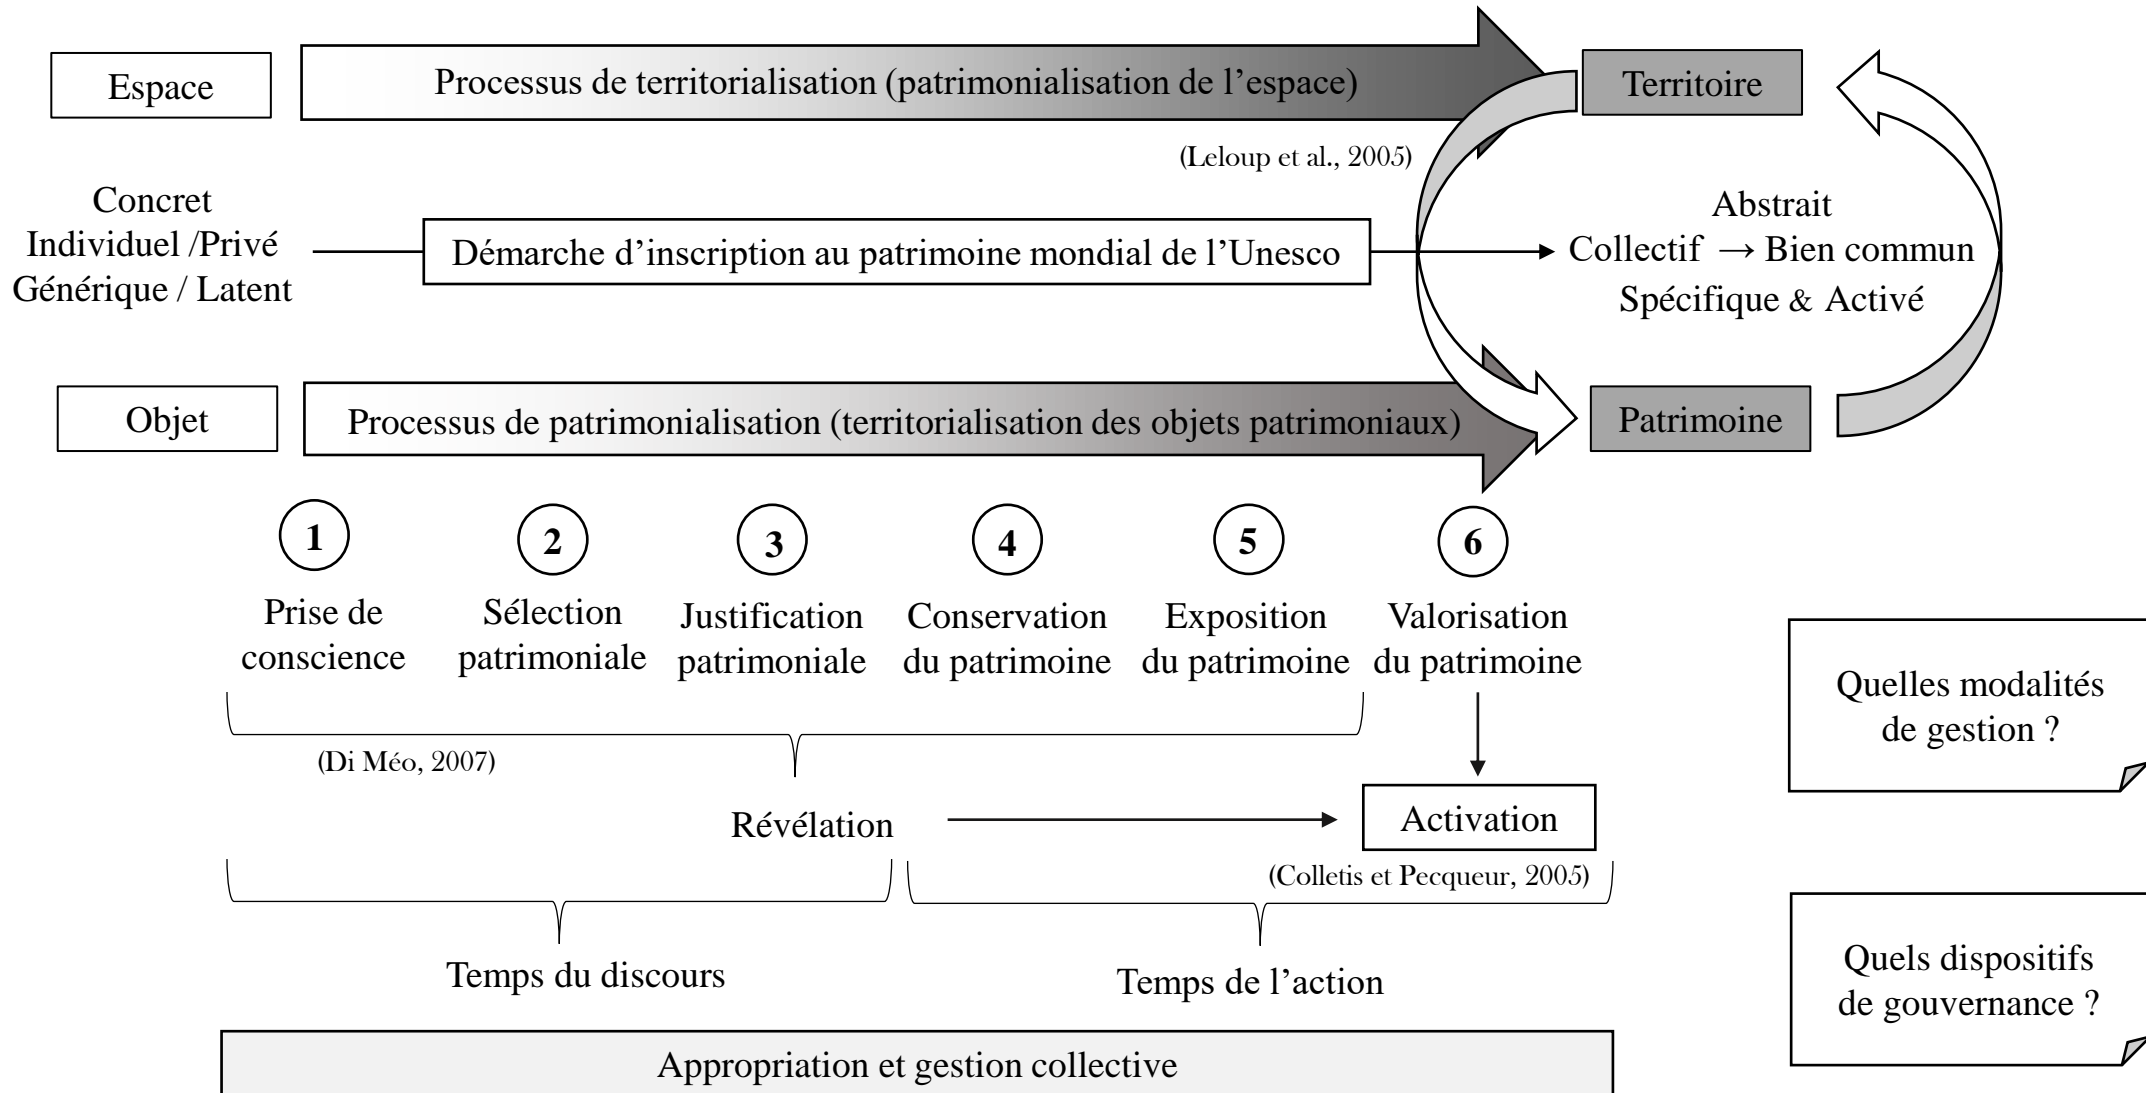 Espace
Processus de territorialisation (patrimonialisation de l’espace)
Territoire
(Leloup et al., 2005)
Concret
Individuel /Privé
Générique / Latent
Démarche d’inscription au patrimoine mondial de l’Unesco
Abstrait
Collectif → Bien commun
Spécifique & Activé
Objet
Processus de patrimonialisation (territorialisation des objets patrimoniaux)
Patrimoine
1
2
3
4
5
6
Prise de
conscience
Sélection
patrimoniale
Justification
patrimoniale
Conservation
du patrimoine
Exposition
du patrimoine
Valorisation
du patrimoine
Quelles modalités
de gestion ?
(Di Méo, 2007)
Révélation
Activation
(Colletis et Pecqueur, 2005)
Temps du discours
Temps de l’action
Quels dispositifs
de gouvernance ?
Appropriation et gestion collective